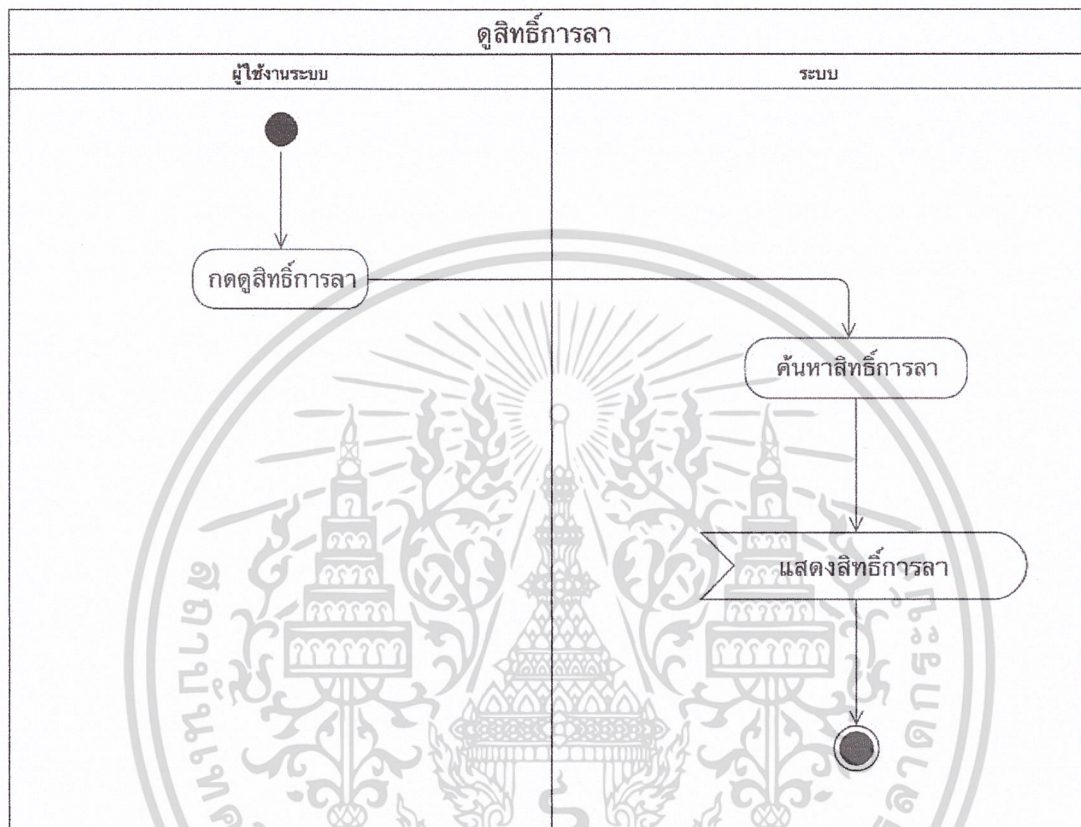 ดูสิทธิ์การลา
ผู้ใช้งานระบบ
ระบบ
กดดูสิทธิ์การลา
ค้นหาสิทธิ์การลา
แสดงสิทธิ์การลา